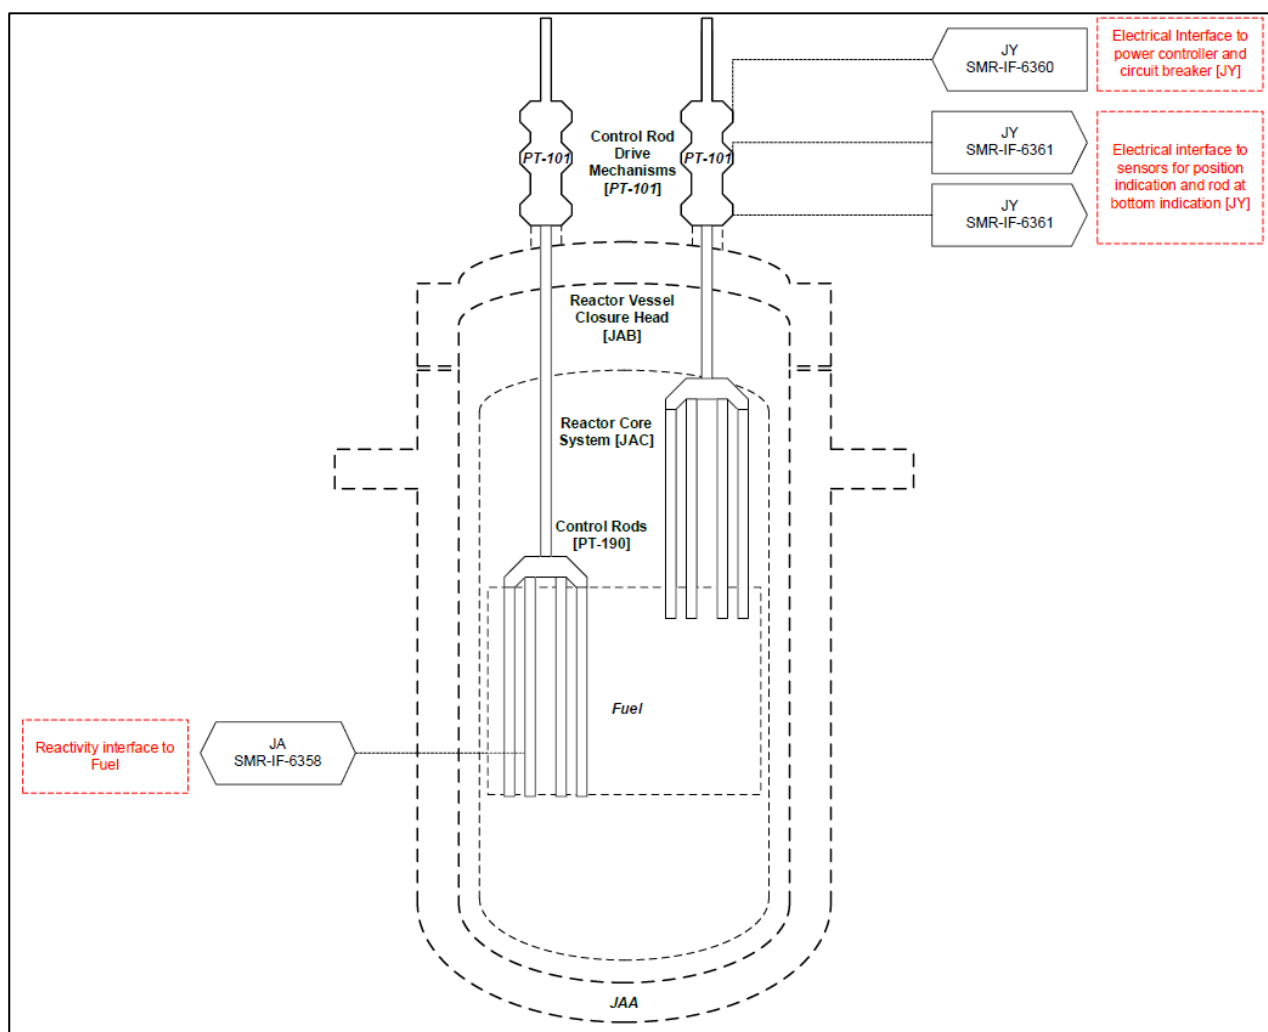 JY
SMR-IF-6360
Electrical Interface to
power controller and
circuit breaker [JY]
PT-101
Control Rod
Drive
Mechanisms
[PT-101]
PT-101
JY
SMR-IF-6361
JY
SMR-IF-6361
Electrical interface to
sensors for position
indication and rod at
bottom indication [JY]
Reactor Vessel
Closure Head
[JAB]
Reactor Core
System [JAC]
Control Rods
[PT-190]
Fuel
Reactivity interface to
Fuel
JA
SMR-IF-6358
JAA